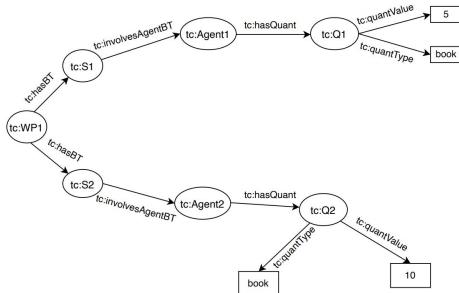 tc:quantValue
5
tc:involvesAgentBT
tc:Agent1
tc:hasQuant
tc:Q1
tc:quantType
book
tc:S1
tc:hasBT
tc:WP1
tc:hasBT
tc:S2
tc:involvesAgentBT
tc:Agent2
tc:hasQuant
tc:Q2
tc:quantType
tc:quantValue
book
10